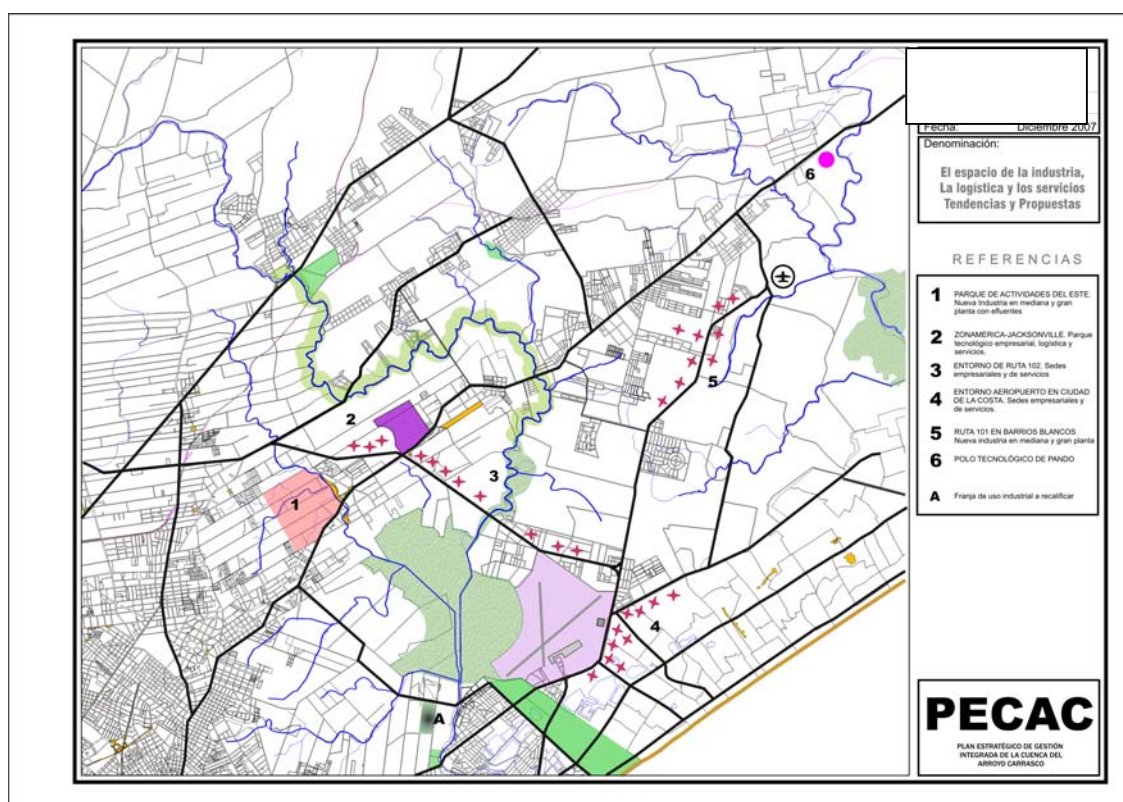 Fecha: Diciembre 2007
Denominación:
El espacio de la industria,
La logística y los servicios
Tendencias y Propuestas
REFERENCIAS
1 PARQUE DE ACTIVIDADES DEL ESTE.
Nueva Industria en mediana y gran
planta con efluentes
2 ZONAMERICA-JACKSONVILLE. Parque
tecnológico empresarial, logística y
servicios.
3 ENTORNO DE RUTA 102. Sedes
empresariales y de servicios
4 ENTORNO AEROPUERTO EN CIUDAD
DE LA COSTA. Sedes empresariales y
de servicios.
5 RUTA 101 EN BARRIOS BLANCOS.
Nueva industria en mediana y gran planta
6 POLO TECNOLÓGICO DE PANDO
A Franja de uso industrial a recalificar
PECAC
PLAN ESTRATÉGICO DE GESTIÓN
INTEGRADA DE LA CUENCA DEL
ARROYO CARRASCO
6
5
2
3
1
4
A